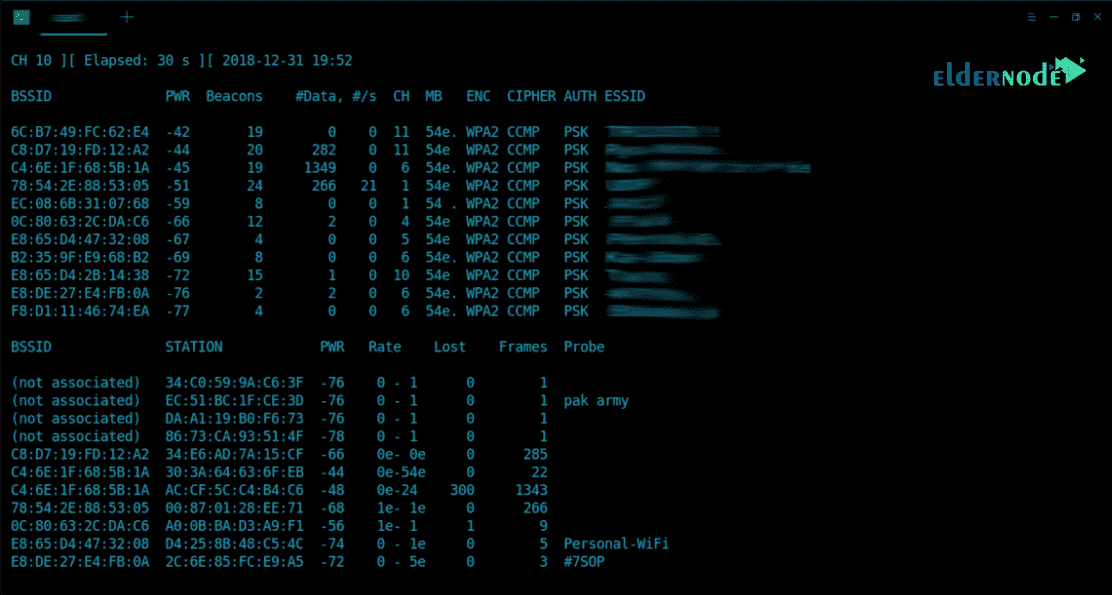 CH 10 ][ Elapsed: 30 s ][ 2018-12-31 19:52
eldernode
BSSID PWR Beacons #Data, #/s CH MB ENC CIPHER AUTH ESSID
6C:B7:49:FC:62:E4 -42 19 0 0 11 54e. WPA2 CCMP PSK
C8:D7:19:FD:12:A2 -44 20 282 0 11 54e WPA2 CCMP PSK
C4:6E:1F:68:5B:1A -45 19 1349 0 6 54e. WPA2 CCMP PSK
78:54:2E:88:53:05 -51 24 266 21 1 54e WPA2 CCMP PSK
EC:08:6B:31:07:68 -59 8 0 0 1 54 . WPA2 CCMP PSK
0C:80:63:2C:DA:C6 -66 12 2 0 4 54e WPA2 CCMP PSK
E8:65:D4:47:32:08 -67 4 0 0 5 54e WPA2 CCMP PSK
B2:35:9F:E9:68:B2 -69 8 0 0 6 54e. WPA2 CCMP PSK
E8:65:D4:2B:14:38 -72 15 1 0 10 54e WPA2 CCMP PSK
E8:DE:27:E4:FB:0A -76 2 2 0 6 54e. WPA2 CCMP PSK
F8:D1:11:46:74:EA -77 4 0 0 6 54e. WPA2 CCMP PSK
BSSID STATION PWR Rate Lost Frames Probe
(not associated) 34:C0:59:9A:C6:3F -76 0 - 1 0 1
(not associated) EC:51:BC:1F:CE:3D -76 0 - 1 0 1 pak army
(not associated) DA:A1:19:B0:F6:73 -76 0 - 1 0 1
(not associated) 86:73:CA:93:51:4F -78 0 - 1 0 1
C8:D7:19:FD:12:A2 34:E6:AD:7A:15:CF -66 0e- 0e 0 285
C4:6E:1F:68:5B:1A 30:3A:64:63:6F:EB -44 0e-54e 0 22
C4:6E:1F:68:5B:1A AC:CF:5C:C4:B4:C6 -48 0e-24 300 1343
78:54:2E:88:53:05 00:87:01:28:EE:71 -68 1e- 1e 0 266
0C:80:63:2C:DA:C6 A0:0B:BA:D3:A9:F1 -56 1e- 1 1 9
E8:65:D4:47:32:08 D4:25:8B:48:C5:4C -74 0 - 1e 0 5 Personal-WiFi
E8:DE:27:E4:FB:0A 2C:6E:85:FC:E9:A5 -72 0 - 5e 0 3 #7SOP